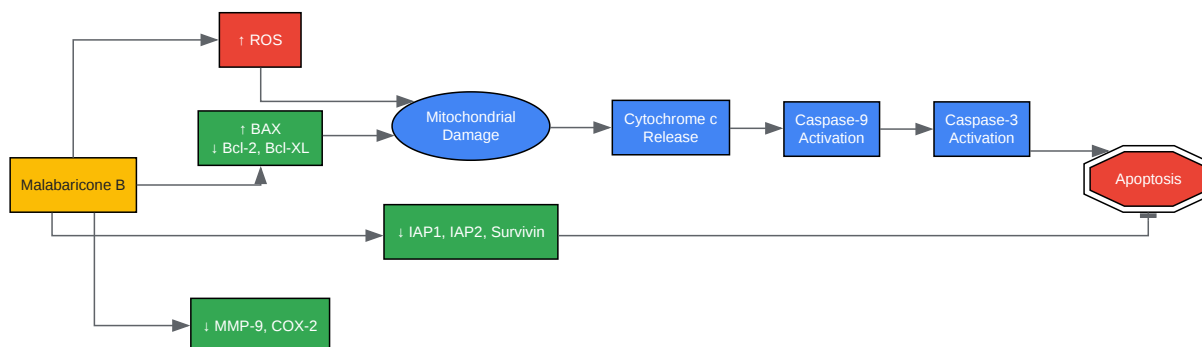 ↑ ROS
↑ BAX
↓ Bcl-2, Bcl-XL
Mitochondrial
Damage
Cytochrome c
Release
Caspase-9
Activation
Caspase-3
Activation
Malabaricone B
Apoptosis
↓ IAP1, IAP2, Survivin
↓ MMP-9, COX-2